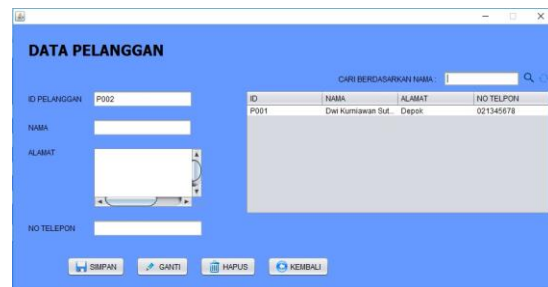 DATA PELANGGAN
CARI BERDASARKAN NAMA :
ID PELANGGAN P002
NAMA
ALAMAT
NO TELEPON
ID NAMA ALAMAT NO TELPON
P001 Dwi Kurniawan Sut... Depok 021345678
SIMPAN GANTI HAPUS KEMBALI